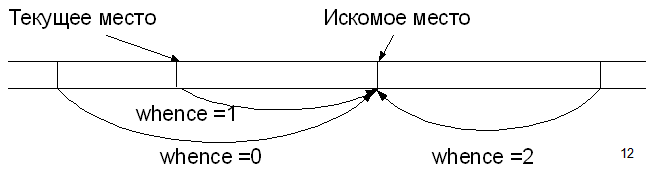 Текущее место
Искомое место
whence =1
whence =0
whence =2
12